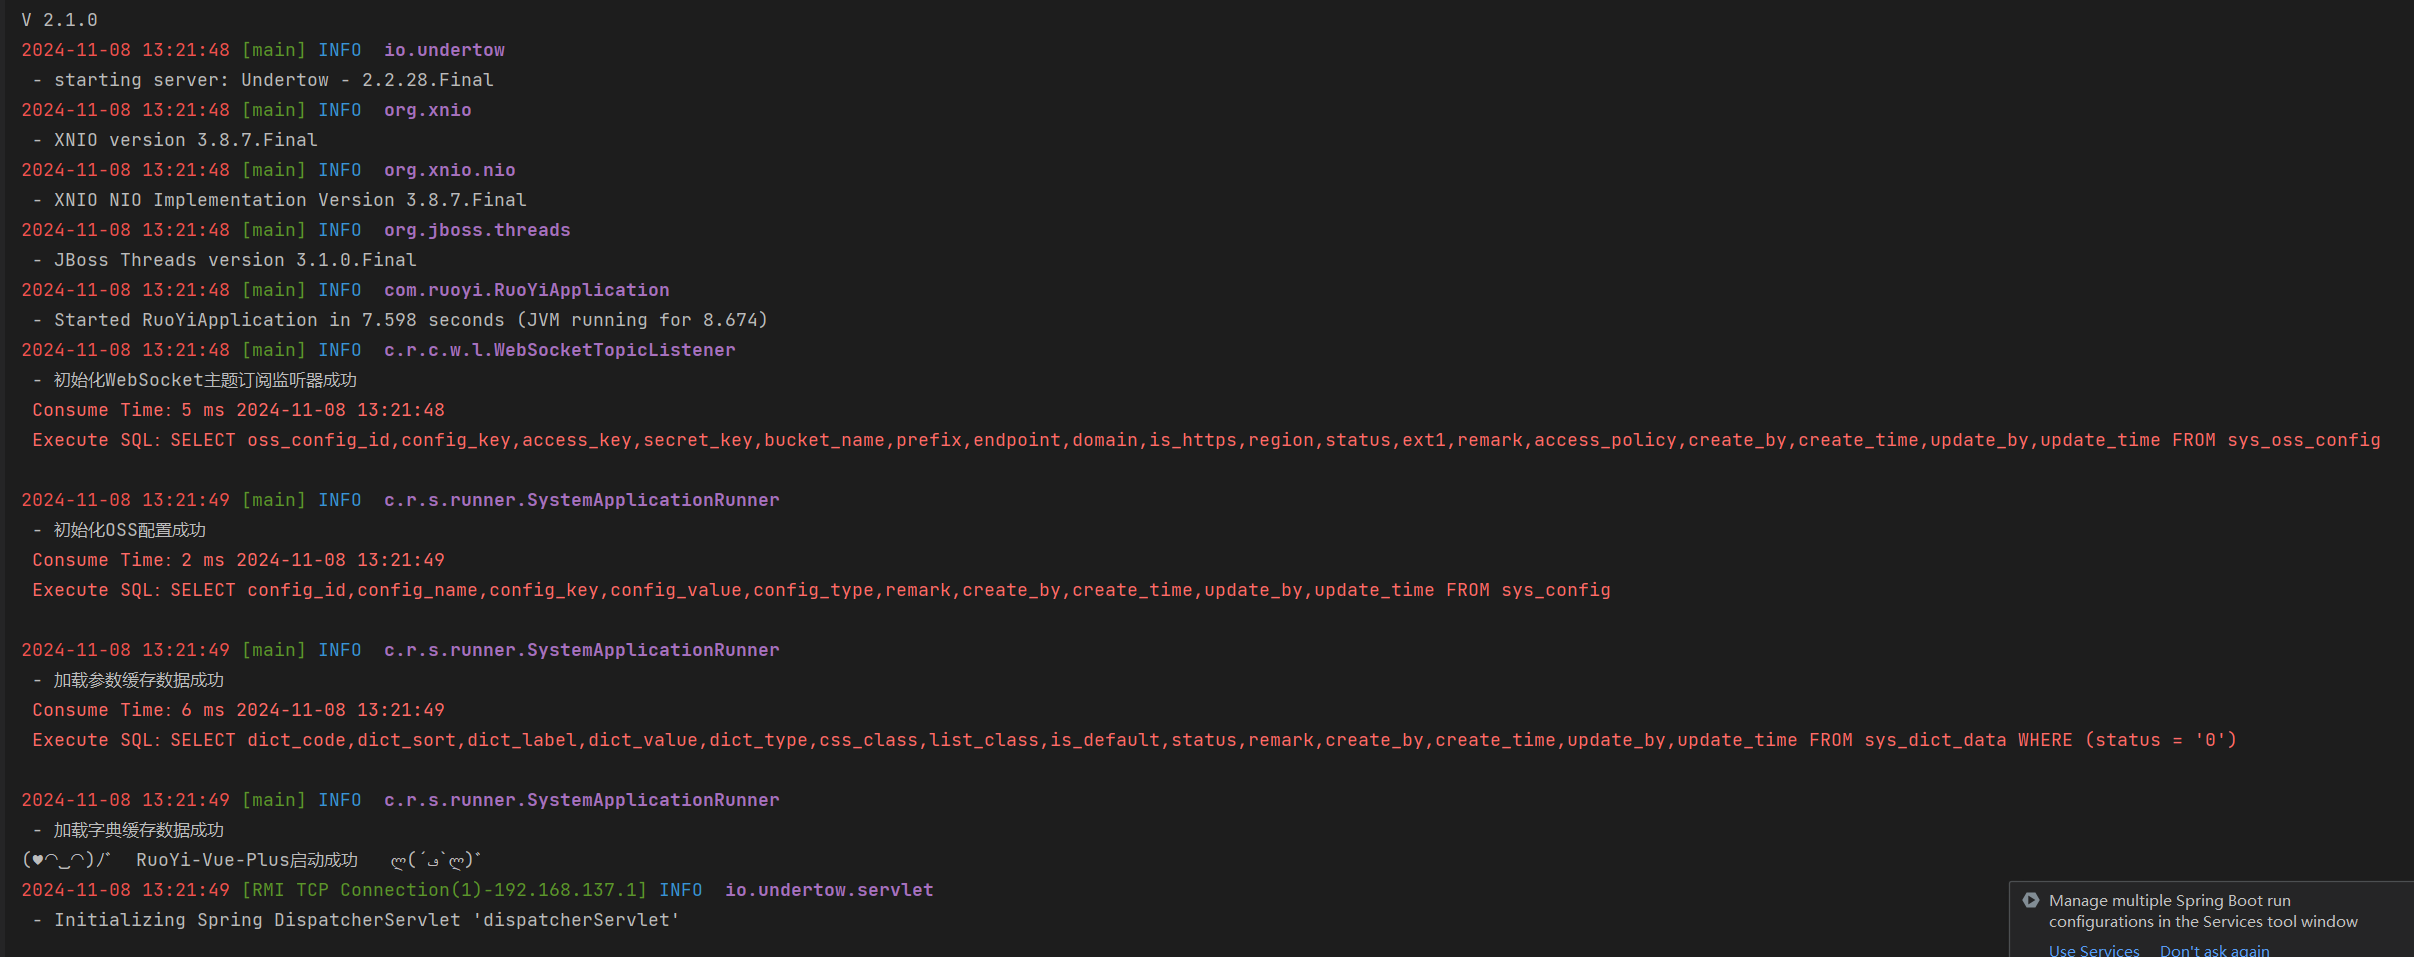 V 2.1.0
2024-11-08 13:21:48 [main] INFO  io.undertow
 - starting server: Undertow - 2.2.28.Final
2024-11-08 13:21:48 [main] INFO  org.xnio
 - XNIO version 3.8.7.Final
2024-11-08 13:21:48 [main] INFO  org.xnio.nio
 - XNIO NIO Implementation Version 3.8.7.Final
2024-11-08 13:21:48 [main] INFO  org.jboss.threads
 - JBoss Threads version 3.1.0.Final
2024-11-08 13:21:48 [main] INFO  com.ruoyi.RuoYiApplication
 - Started RuoYiApplication in 7.598 seconds (JVM running for 8.674)
2024-11-08 13:21:48 [main] INFO  c.r.c.w.l.WebSocketTopicListener
 - 初始化WebSocket主题订阅监听器成功
 Consume Time：5 ms 2024-11-08 13:21:48
 Execute SQL：SELECT oss_config_id,config_key,access_key,secret_key,bucket_name,prefix,endpoint,domain,is_https,region,status,ext1,remark,access_policy,create_by,create_time,update_by,update_time FROM sys_oss_config
2024-11-08 13:21:49 [main] INFO  c.r.s.runner.SystemApplicationRunner
 - 初始化OSS配置成功
 Consume Time：2 ms 2024-11-08 13:21:49
 Execute SQL：SELECT config_id,config_name,config_key,config_value,config_type,remark,create_by,create_time,update_by,update_time FROM sys_config
2024-11-08 13:21:49 [main] INFO  c.r.s.runner.SystemApplicationRunner
 - 加载参数缓存数据成功
 Consume Time：6 ms 2024-11-08 13:21:49
 Execute SQL：SELECT dict_code,dict_sort,dict_label,dict_value,dict_type,css_class,list_class,is_default,status,remark,create_by,create_time,update_by,update_time FROM sys_dict_data WHERE (status = '0')
2024-11-08 13:21:49 [main] INFO  c.r.s.runner.SystemApplicationRunner
 - 加载字典缓存数据成功
(♥◠‿◠)ﾉﾞ  RuoYi-Vue-Plus启动成功   ლ(´ڡ`ლ)ﾞ
2024-11-08 13:21:49 [RMI TCP Connection(1)-192.168.137.1] INFO  io.undertow.servlet
 - Initializing Spring DispatcherServlet 'dispatcherServlet'
Manage multiple Spring Boot run
configurations in the Services tool window
Use Services  Don't ask again